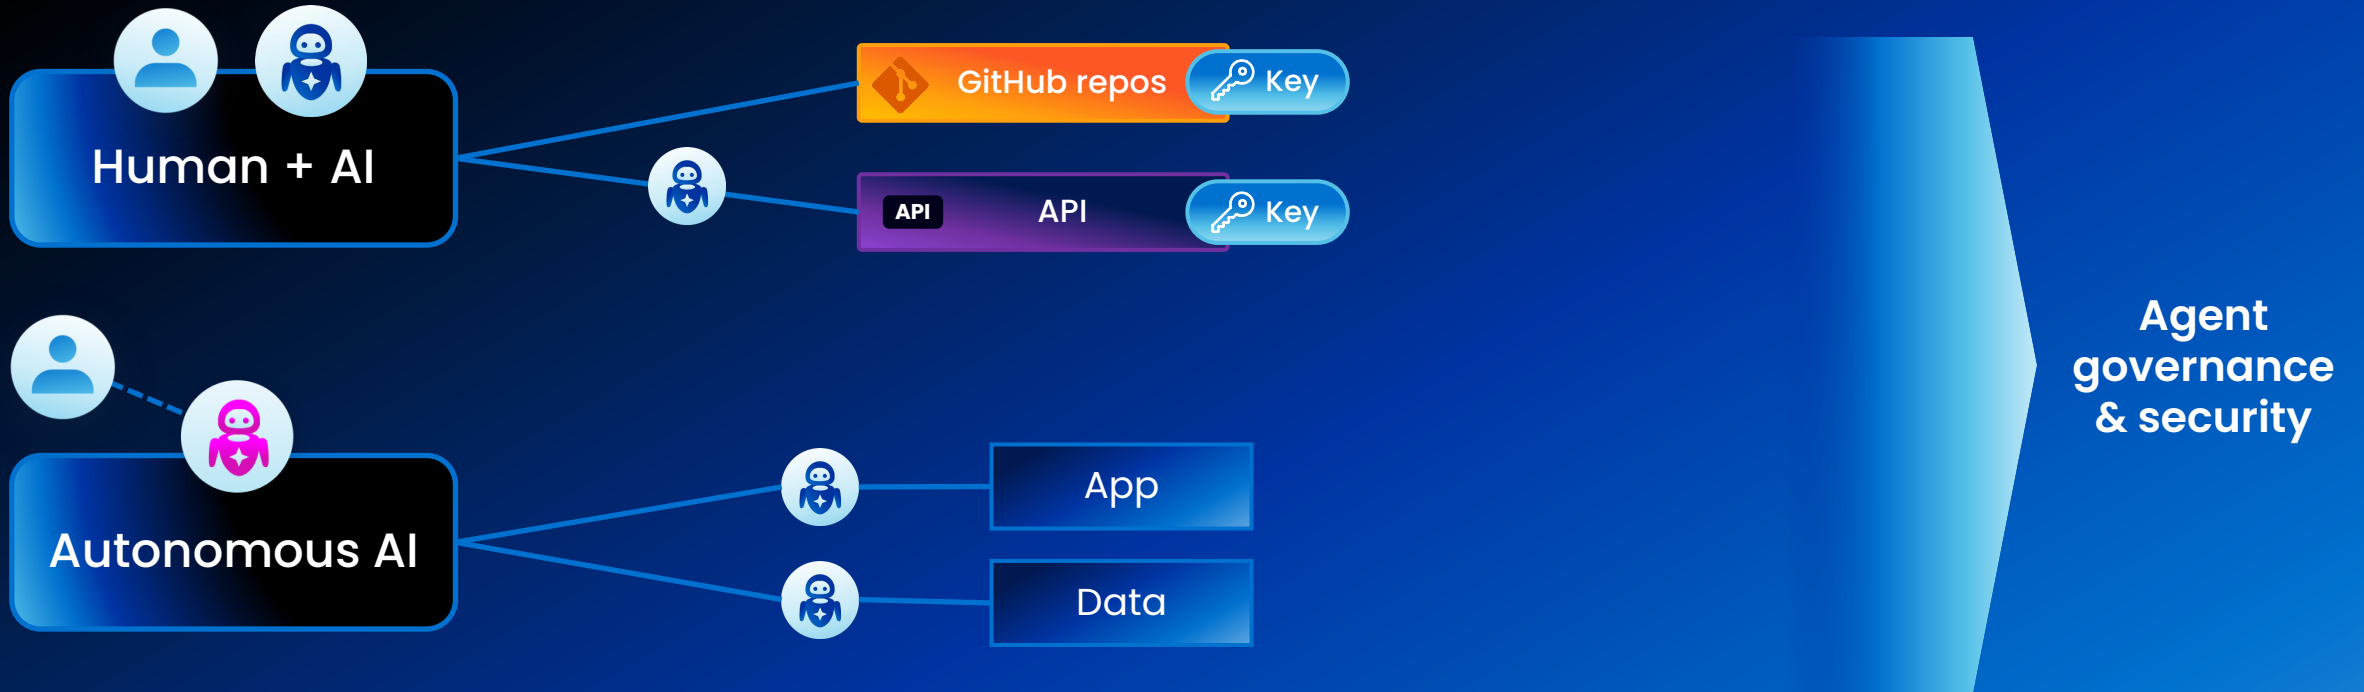 Human + AI
GitHub repos
Key
API
API
Key
Autonomous AI
App
Data
Agent
governance
& security